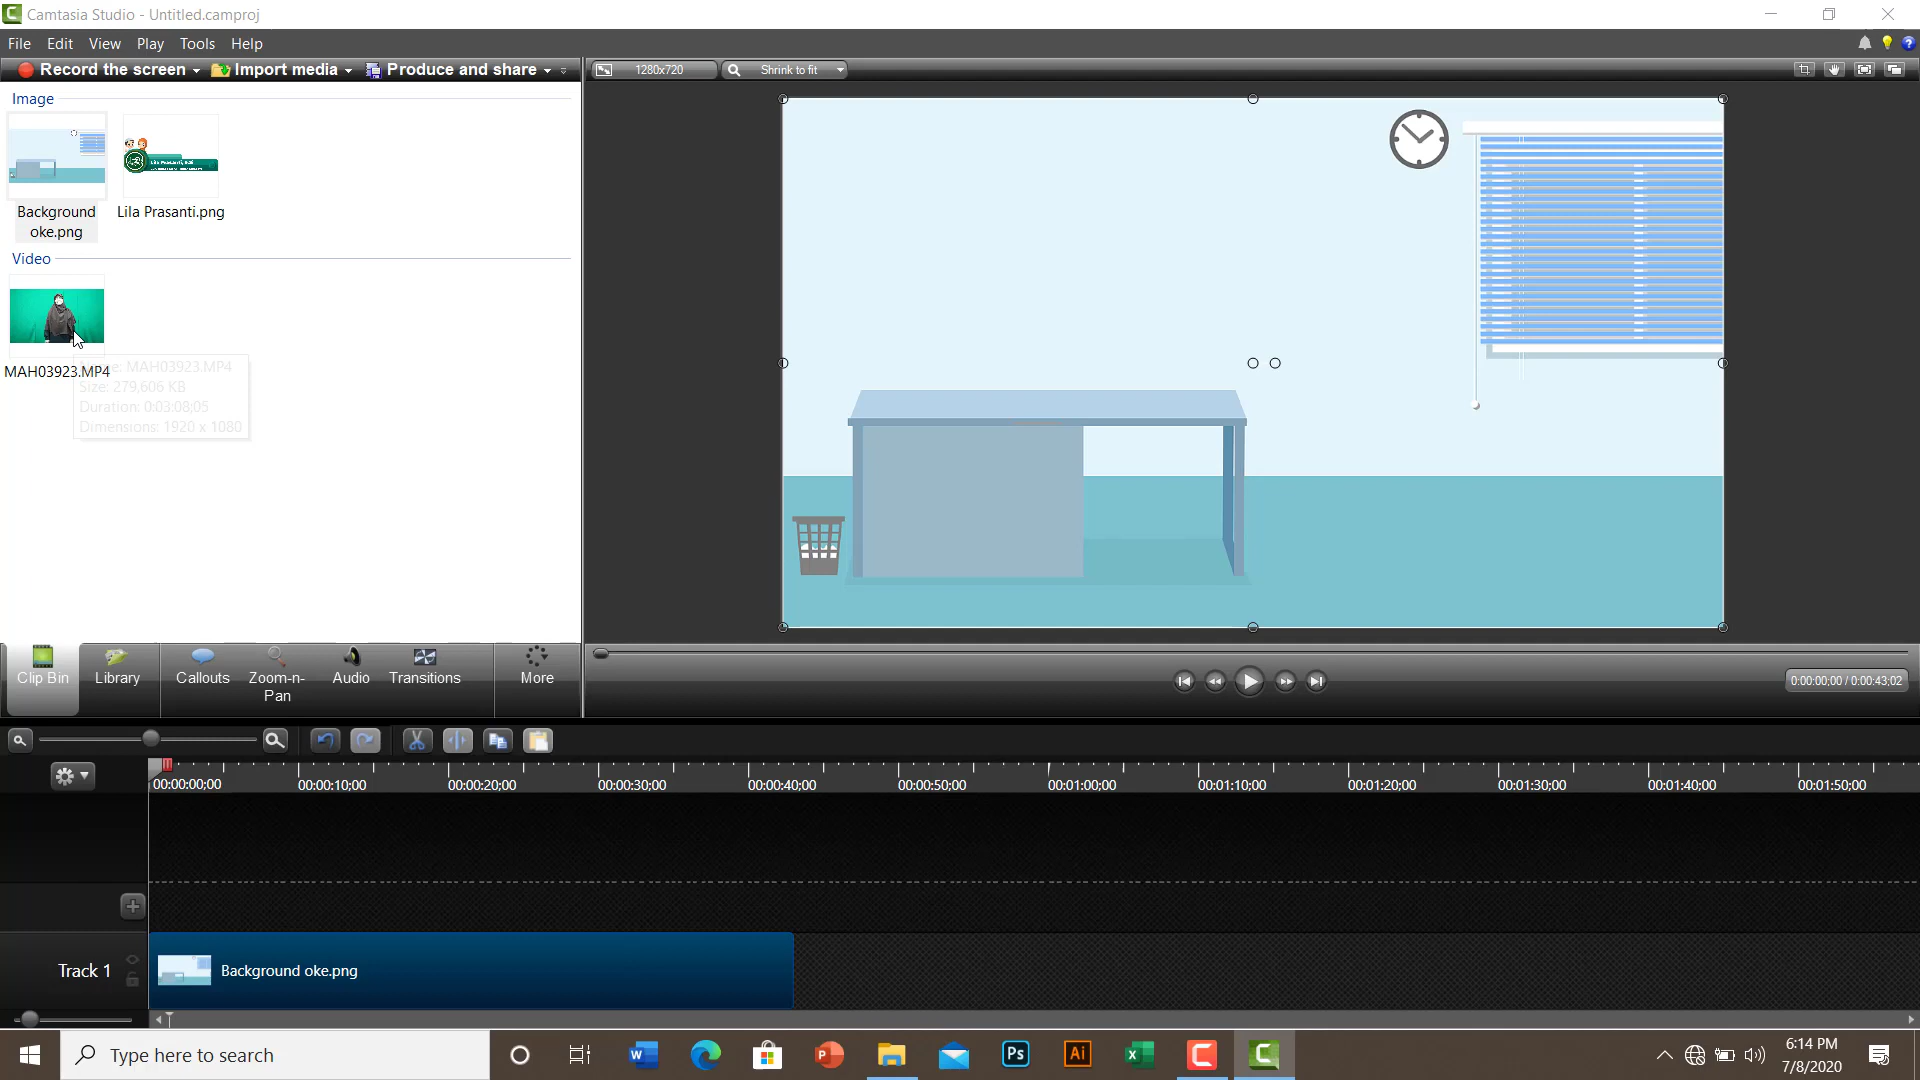 Camtasia Studio - Untitled.camproj
File Edit View Play Tools Help
Record the screen Import media Produce and share
1280x720 Shrink to fit
Image
Background oke.png
Lila Prasanti.png
Video
MAH03923.MP4
MAH03923.MP4
Size: 279,606 KB
Duration: 0:03:08;05
Dimensions: 1920 x 1080
Clip Bin
Library
Callouts
Zoom-n-Pan
Audio
Transitions
More
0:00:00;00 / 0:00:43;02
00:00:00;00 00:00:10;00 00:00:20;00 00:00:30;00 00:00:40;00 00:00:50;00 00:01:00;00 00:01:10;00 00:01:20;00 00:01:30;00 00:01:40;00 00:01:50;00
Track 1
Background oke.png
Type here to search
6:14 PM
7/8/2020